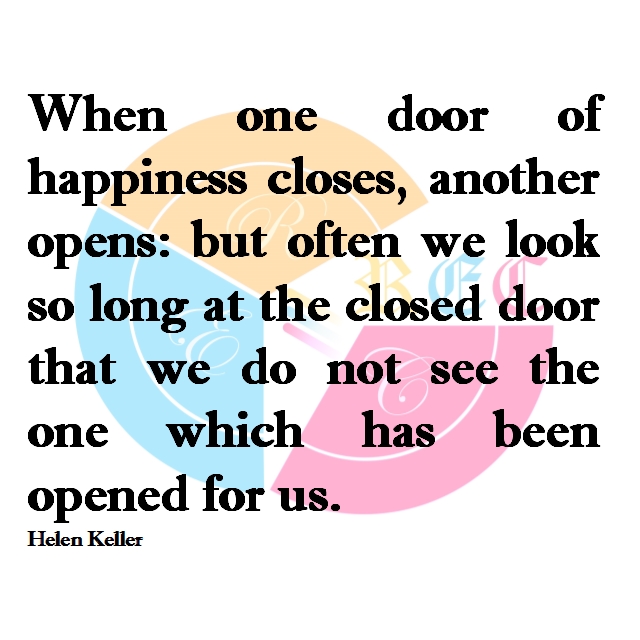 When one door of
happiness closes, another
opens: but often we look
so long at the closed door
that we do not see the
one which has been
opened for us.
Helen Keller
R
E
C
BEC